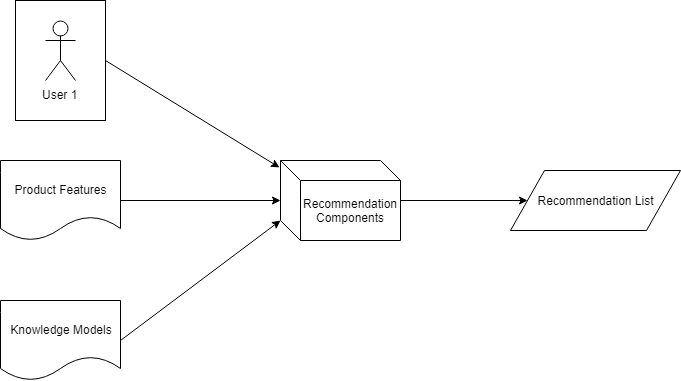 User 1
Product Features
Recommendation
Components
Recommendation List
Knowledge Models